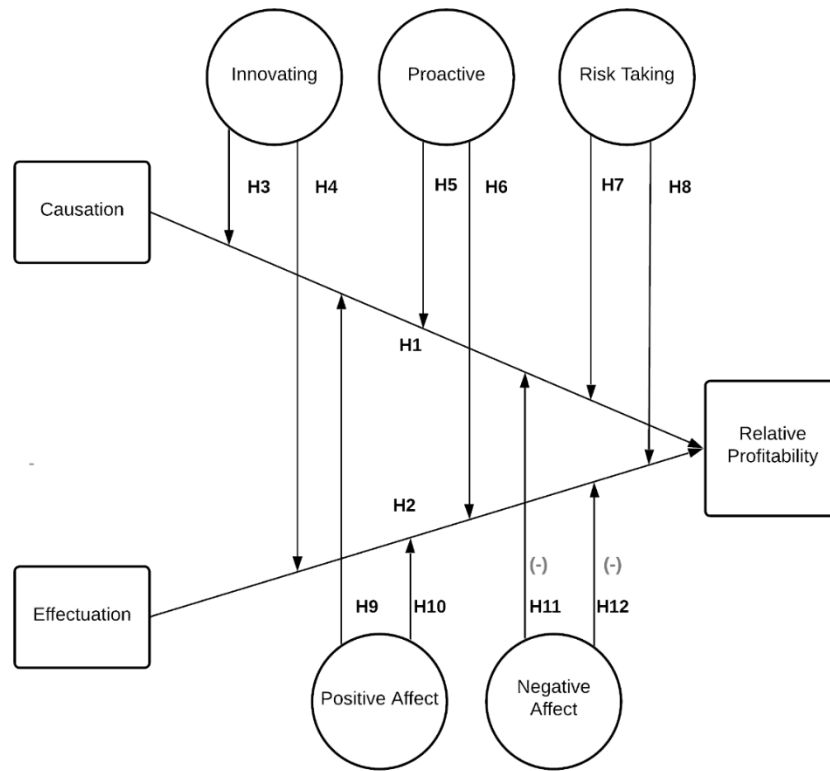 Innovating
Proactive
Risk Taking
H3
H4
H5
H6
H7
H8
Causation
H1
Relative
Profitability
-
H2
(-)
(-)
Effectuation
H9
H10
H11
H12
Positive Affect
Negative
Affect